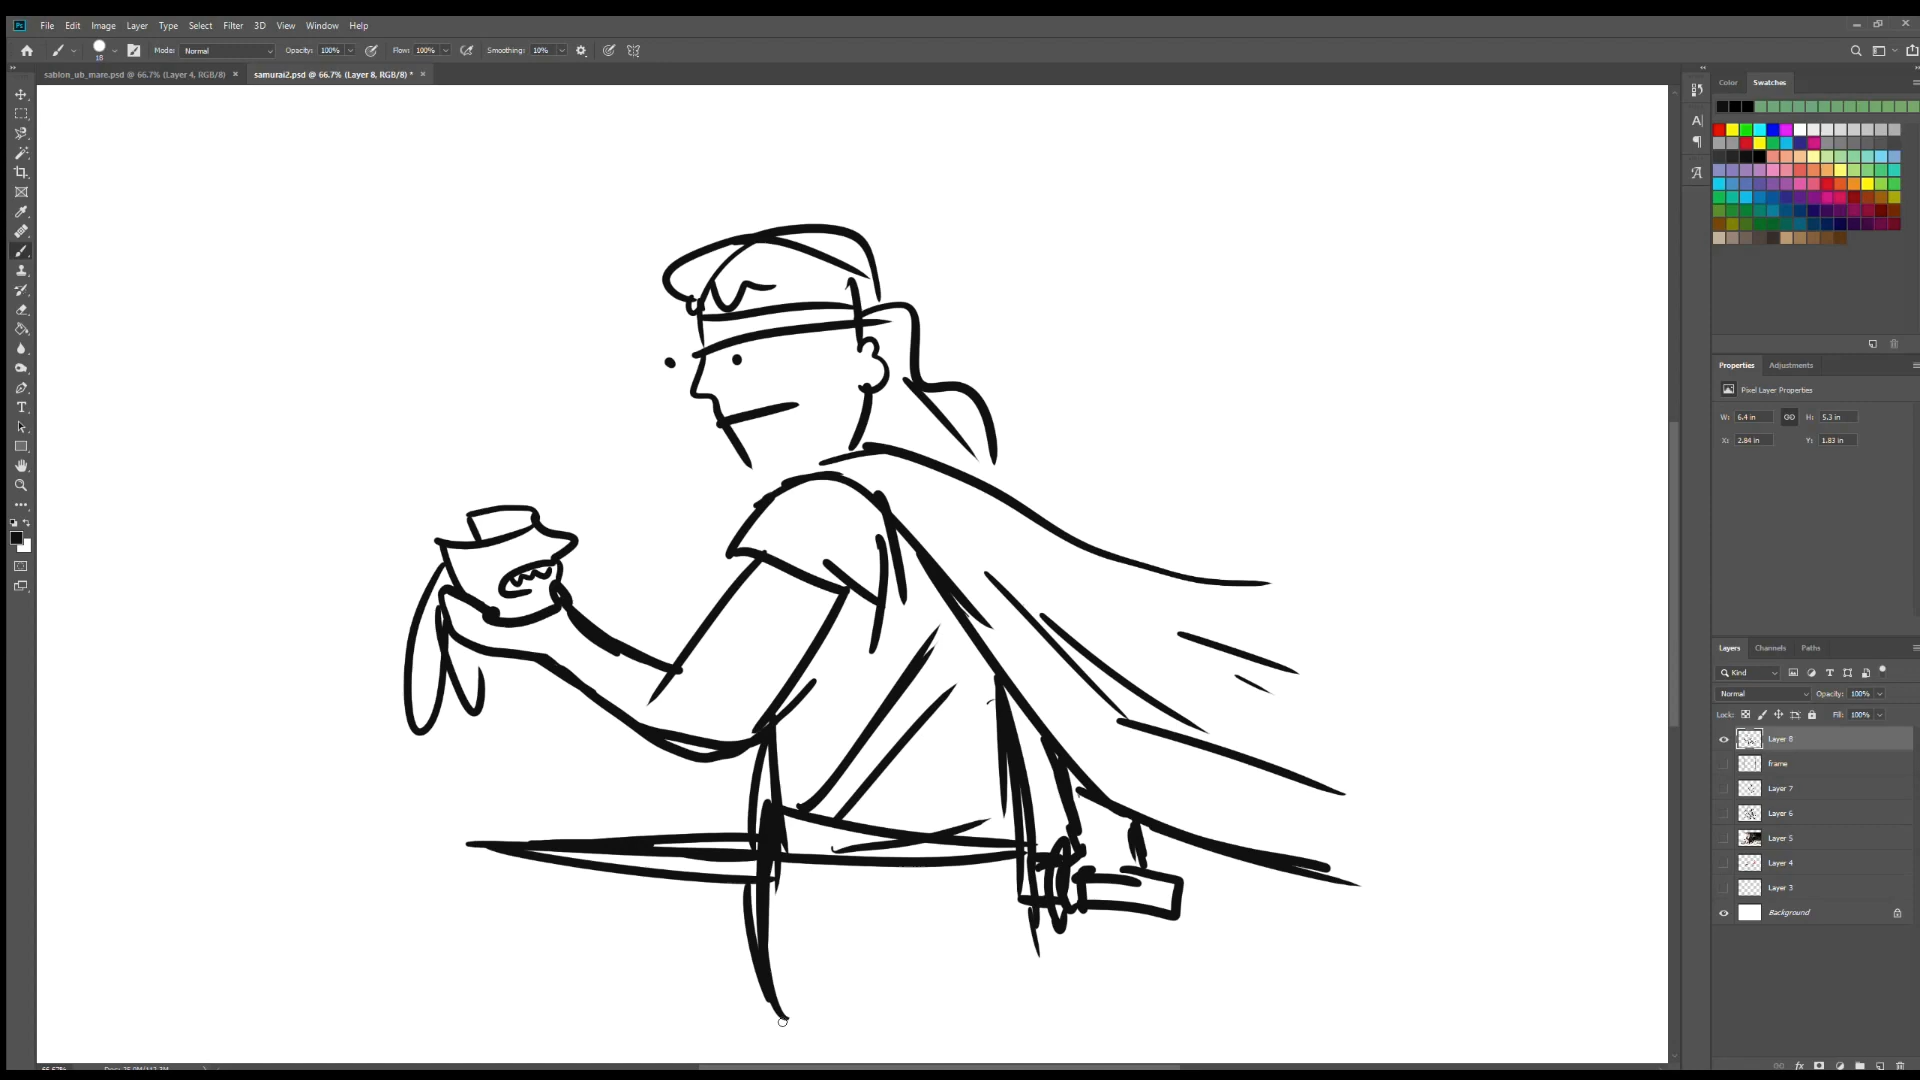 Ps File Edit Image Layer Type Select Filter 3D View Window Help
18 Mode: Normal Opacity: 100% Flow: 100% Smoothing: 10%
sablon_ub_mare.psd @ 66.7% (Layer 4, RGB/8) × samurai2.psd @ 66.7% (Layer 8, RGB/8) * ×
Color Swatches
Properties Adjustments
Pixel Layer Properties
W: 6.4 in H: 5.3 in
X: 2.84 in Y: 1.83 in
Layers Channels Paths
Kind
Normal Opacity: 100%
Lock: Fill: 100%
Layer 8
frame
Layer 7
Layer 6
Layer 5
Layer 4
Layer 3
Background
fx